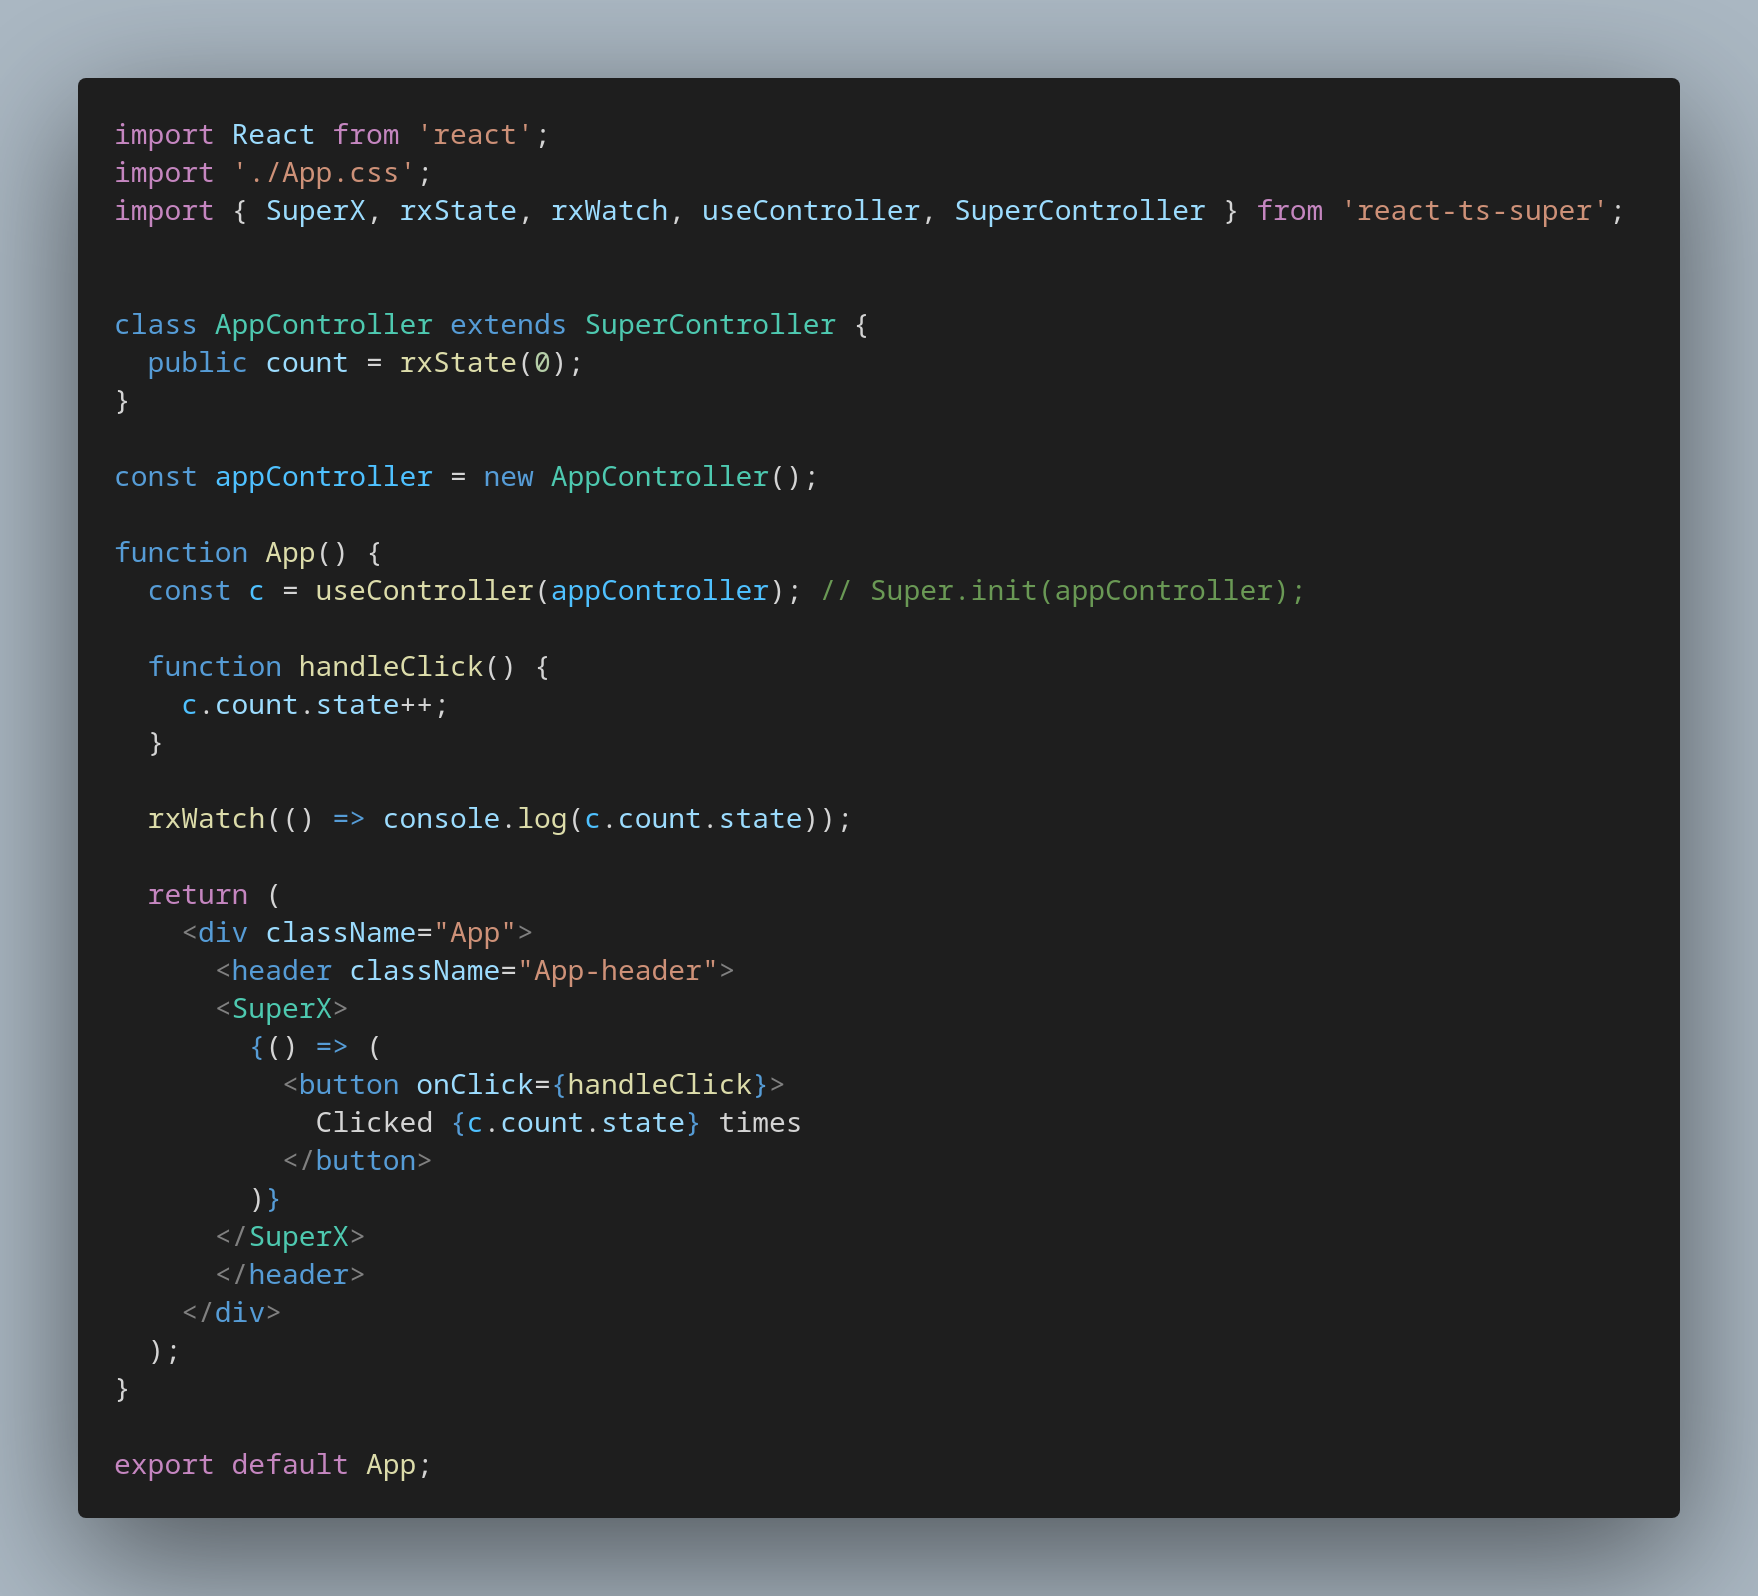 import React from 'react';
import './App.css';
import { SuperX, rxState, rxWatch, useController, SuperController } from 'react-ts-super';


class AppController extends SuperController {
  public count = rxState(0);
}

const appController = new AppController();

function App() {
  const c = useController(appController); // Super.init(appController);

  function handleClick() {
    c.count.state++;
  }

  rxWatch(() => console.log(c.count.state));

  return (
    <div className="App">
      <header className="App-header">
      <SuperX>
        {() => (
          <button onClick={handleClick}>
            Clicked {c.count.state} times
          </button>
        )}
      </SuperX>
      </header>
    </div>
  );
}

export default App;